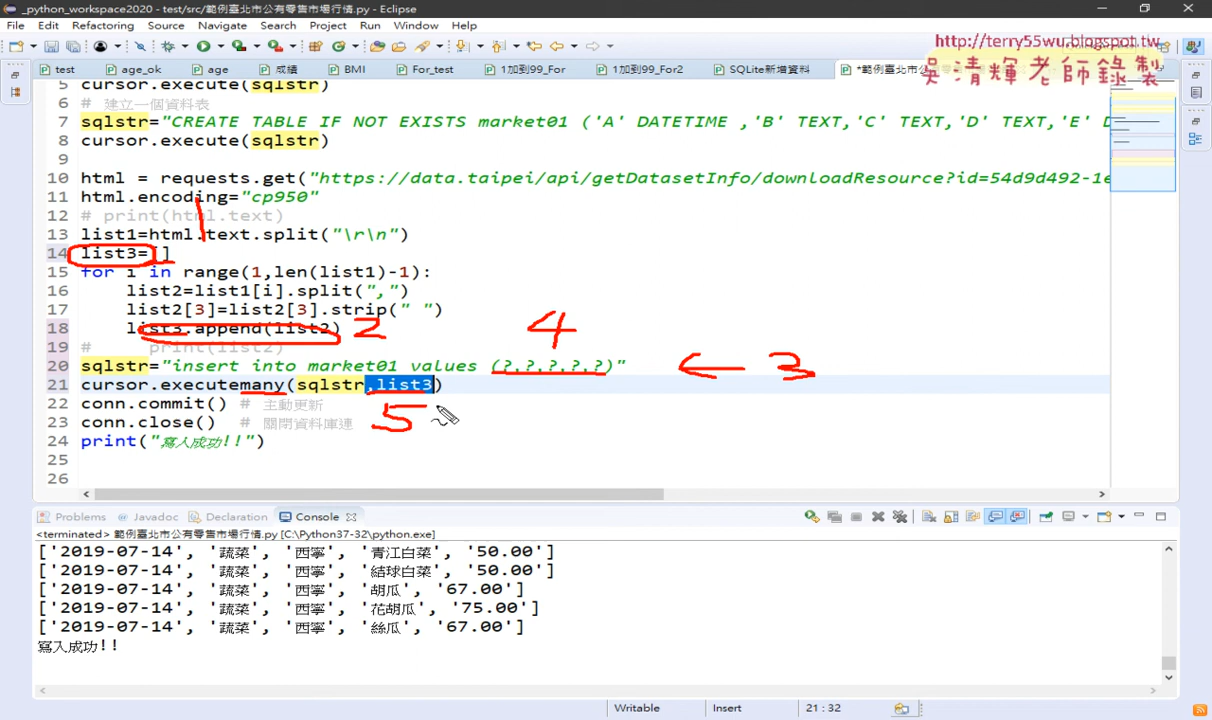 _python_workspace2020 - test/src/範例臺北市公有零售市場行情.py - Eclipse
File Edit Refactoring Source Navigate Search Project Run Window Help
http://terry55wu.blogspot.tw
吳清輝老師錄製
test age_ok age 成績 BMI For_test 1加到99_For 1加到99_For2 SQLite新增資料 *範例臺北市公有零售市場行
5 cursor.execute(sqlstr)
6 # 建立一個資料表
7 sqlstr="CREATE TABLE IF NOT EXISTS market01 ('A' DATETIME ,'B' TEXT,'C' TEXT,'D' TEXT,'E' D
8 cursor.execute(sqlstr)
9
10 html = requests.get("https://data.taipei/api/getDatasetInfo/downloadResource?id=54d9d492-1e
11 html.encoding="cp950"
12 # print(html.text)
13 list1=html.text.split("\r\n")
14 list3=[]
15 for i in range(1,len(list1)-1):
16 list2=list1[i].split(",")
17 list2[3]=list2[3].strip(" ")
18 list3.append(list2)
19 # print(list2)
20 sqlstr="insert into market01 values (?,?,?,?,?)"
21 cursor.executemany(sqlstr,list3)
22 conn.commit() # 主動更新
23 conn.close() # 關閉資料庫連
24 print("寫入成功!!")
25
26
1
2
3
4
5
Problems Javadoc Declaration Console
<terminated> 範例臺北市公有零售市場行情.py [C:\Python37-32\python.exe]
['2019-07-14', '蔬菜', '西寧', '青江白菜', '50.00']
['2019-07-14', '蔬菜', '西寧', '結球白菜', '50.00']
['2019-07-14', '蔬菜', '西寧', '胡瓜', '67.00']
['2019-07-14', '蔬菜', '西寧', '花胡瓜', '75.00']
['2019-07-14', '蔬菜', '西寧', '絲瓜', '67.00']
寫入成功!!
Writable Insert 21 : 32